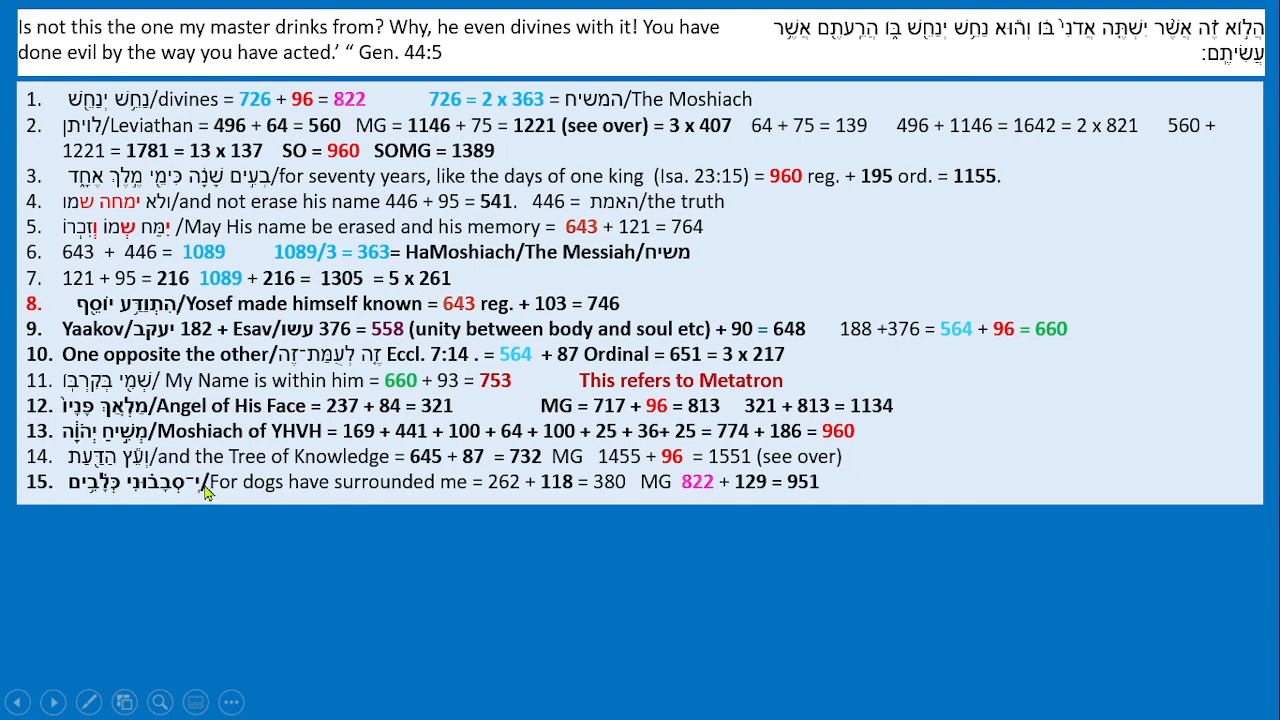 Is not this the one my master drinks from? Why, he even divines with it! You have
done evil by the way you have acted.’ “ Gen. 44:5
הֲל֣וֹא זֶ֗ה אֲשֶׁ֨ר יִשְׁתֶּ֤ה אֲדֹנִי֙ בּ֔וֹ וְה֕וּא נַחֵ֥שׁ יְנַחֵ֖שׁ בּ֑וֹ הֲרֵעֹתֶ֖ם אֲשֶׁ֥ר
עֲשִׂיתֶֽם׃
1. נַחֵ֥שׁ יְנַחֵ֖שׁ/divines = 726 + 96 = 822 726 = 2 x 363 = המשיח/The Moshiach
2. לויתן/Leviathan = 496 + 64 = 560 MG = 1146 + 75 = 1221 (see over) = 3 x 407 64 + 75 = 139 496 + 1146 = 1642 = 2 x 821 560 +
1221 = 1781 = 13 x 137 SO = 960 SOMG = 1389
3. בְעִ֣ים שָׁנָ֔ה כִּימֵ֖י מֶ֣לֶךְ אֶחָ֑ד/for seventy years, like the days of one king (Isa. 23:15) = 960 reg. + 195 ord. = 1155.
4. ולא ימחה שמו/and not erase his name 446 + 95 = 541. 446 = האמת/the truth
5. יִמַּח שְׁמוֹ וְזִכְרוֹ /May His name be erased and his memory = 643 + 121 = 764
6. 643 + 446 = 1089 1089/3 = 363= HaMoshiach/The Messiah/משיח
7. 121 + 95 = 216 1089 + 216 = 1305 = 5 x 261
8. הִתְוַדַּ֥ע יוֹסֵ֖ף/Yosef made himself known = 643 reg. + 103 = 746
9. Yaakov/יעקב 182 + Esav/עשו 376 = 558 (unity between body and soul etc) + 90 = 648 188 +376 = 564 + 96 = 660
10. One opposite the other/זֶ֤ה לְעֻמַּת־זֶה֙ Eccl. 7:14 . = 564 + 87 Ordinal = 651 = 3 x 217
11. שְׁמִ֖י בְּקִרְבּֽוֹ/ My Name is within him = 660 + 93 = 753 This refers to Metatron
12. מַלְאַ֤ךְ פָּנָיו֙/Angel of His Face = 237 + 84 = 321 MG = 717 + 96 = 813 321 + 813 = 1134
13. מְשִׁ֣יחַ יְהוָ֔ה/Moshiach of YHVH = 169 + 441 + 100 + 64 + 100 + 25 + 36+ 25 = 774 + 186 = 960
14. וְעֵ֕ץ הַדַּ֖עַת/and the Tree of Knowledge = 645 + 87 = 732 MG 1455 + 96 = 1551 (see over)
15. י־סְבָב֗וּנִי כְּלָ֫בִ֥ים/For dogs have surrounded me = 262 + 118 = 380 MG 822 + 129 = 951